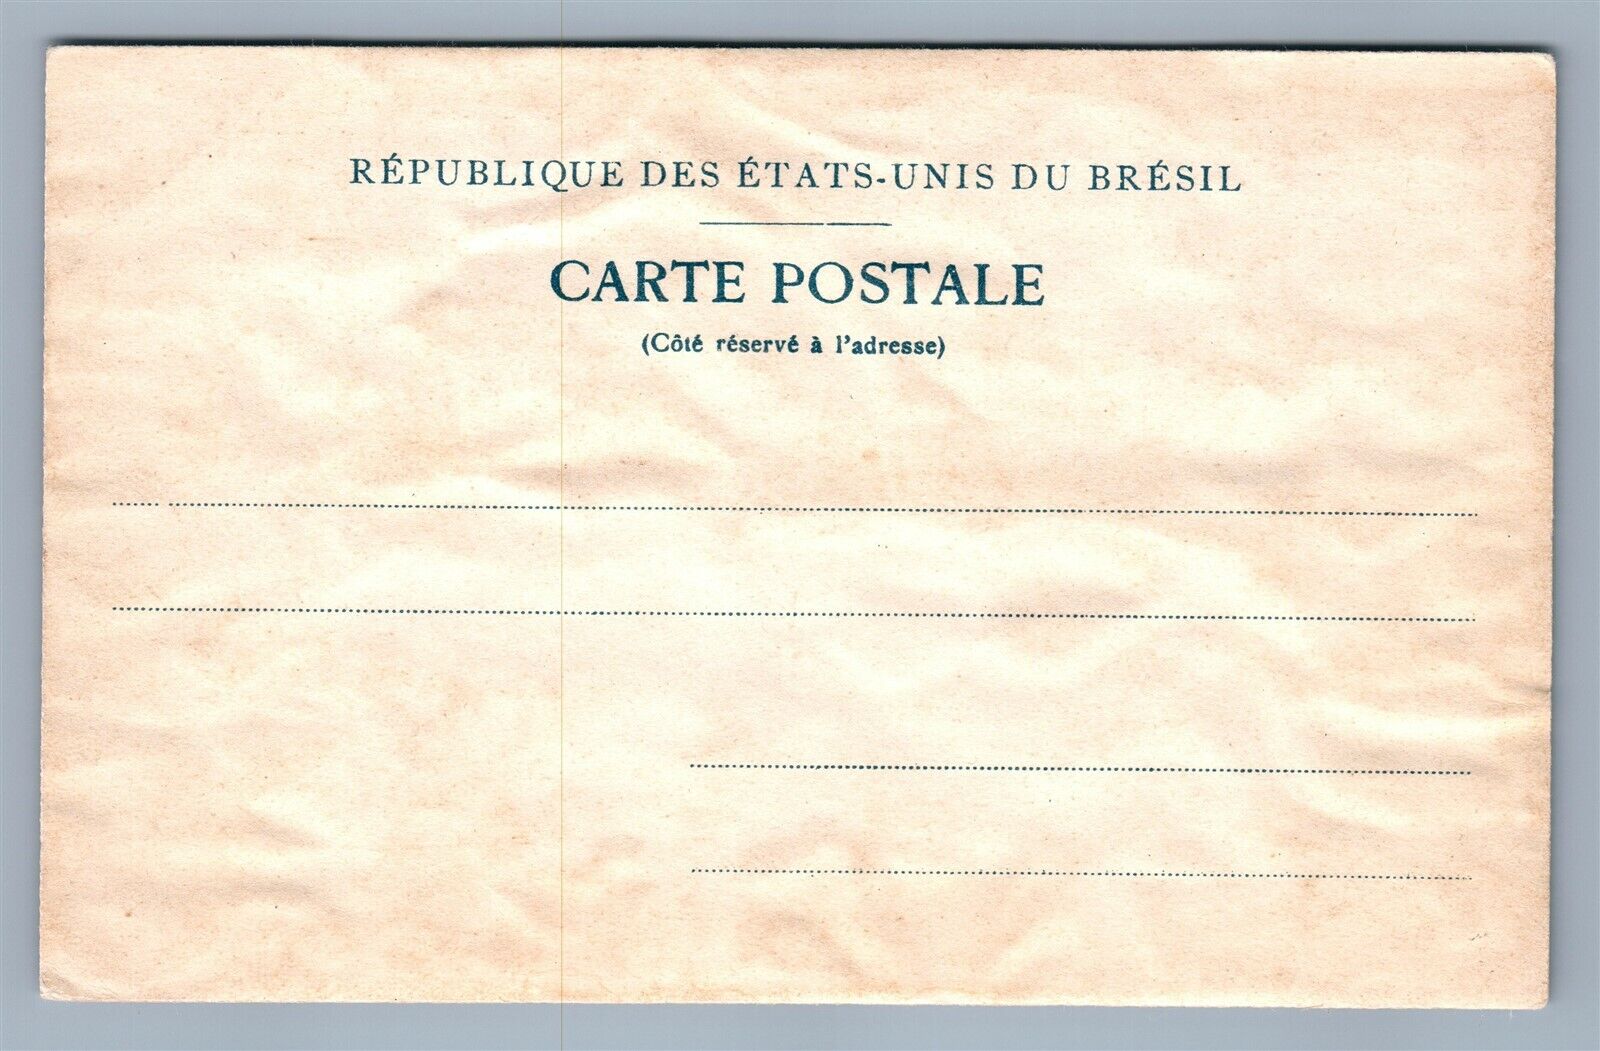 RÉPUBLIQUE DES ÉTATS-UNIS DU BRÉSIL
CARTE POSTALE
(Côté réservé à l'adresse)